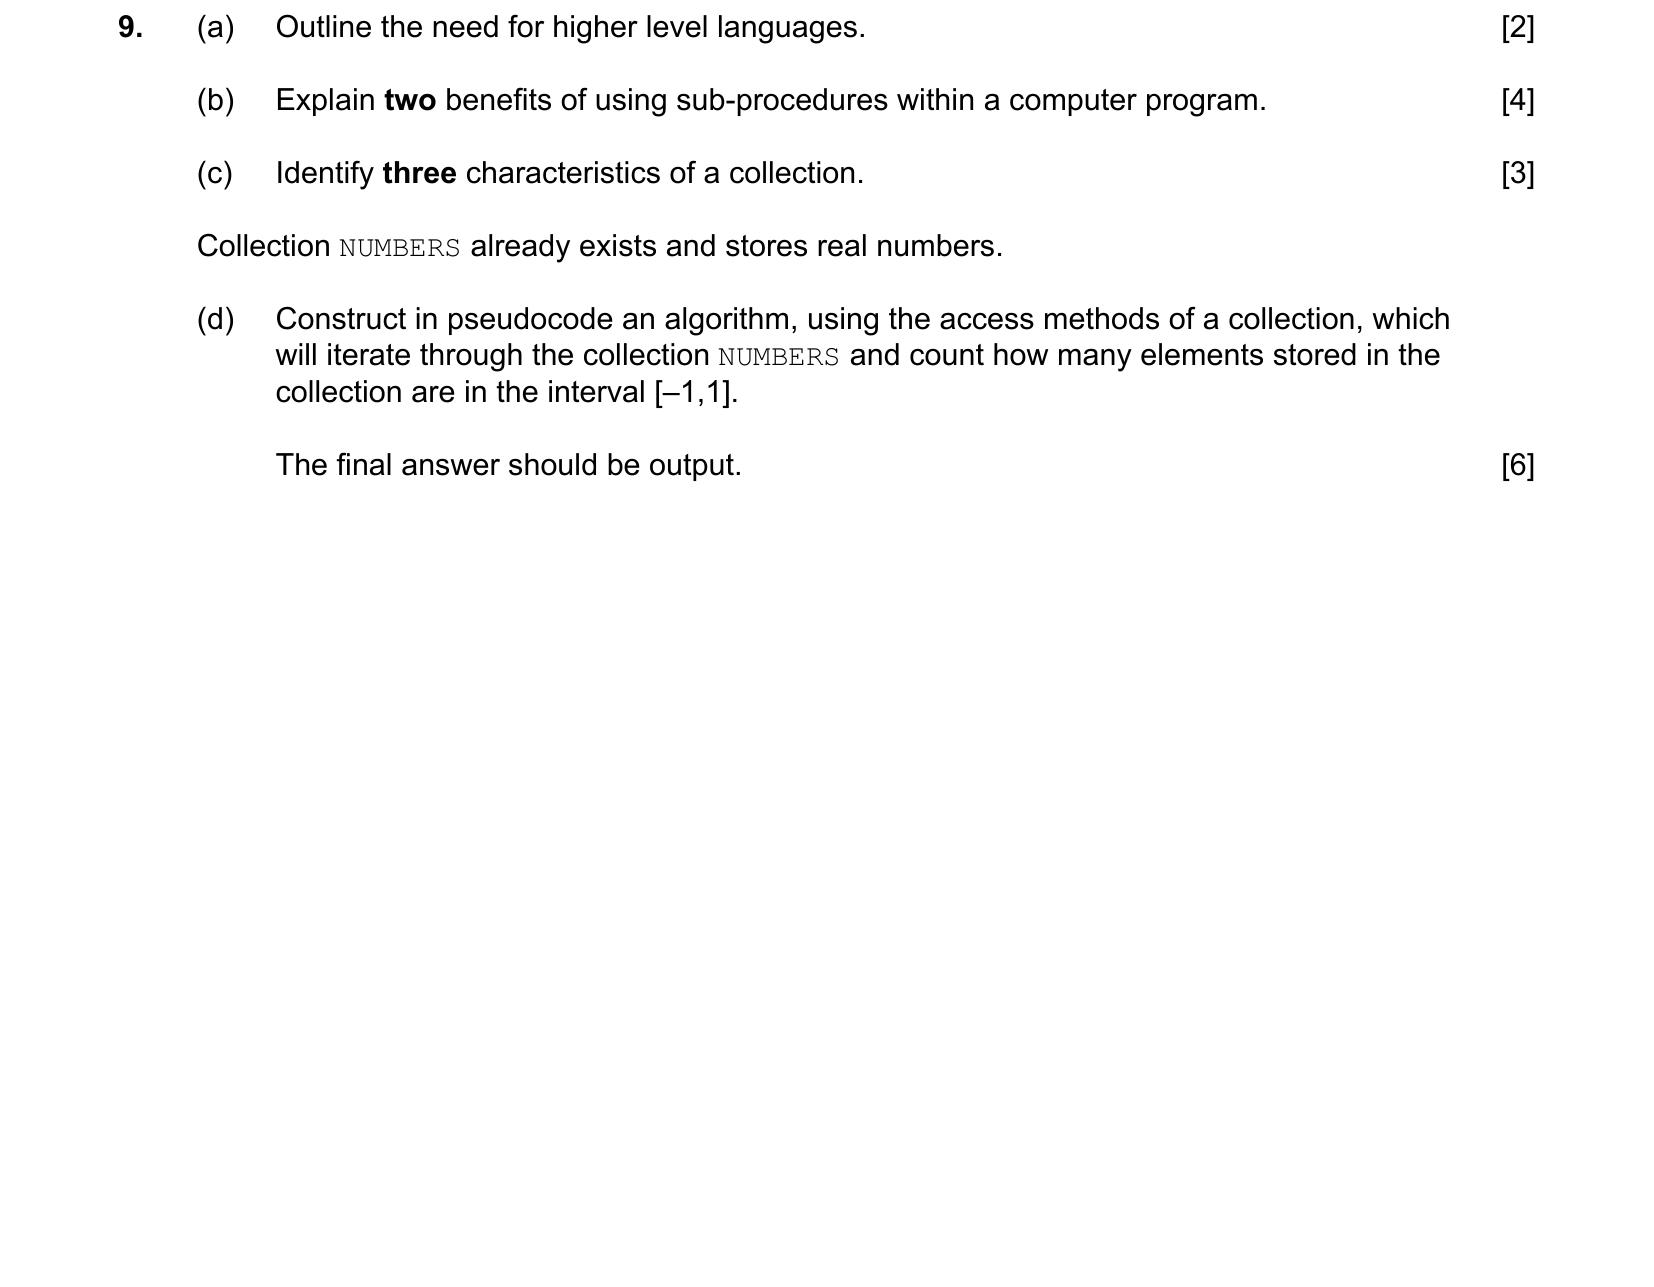 9. (a) Outline the need for higher level languages. [2]
(b) Explain two benefits of using sub-procedures within a computer program. [4]
(c) Identify three characteristics of a collection. [3]
Collection NUMBERS already exists and stores real numbers.
(d) Construct in pseudocode an algorithm, using the access methods of a collection, which
will iterate through the collection NUMBERS and count how many elements stored in the
collection are in the interval [–1,1].
The final answer should be output. [6]